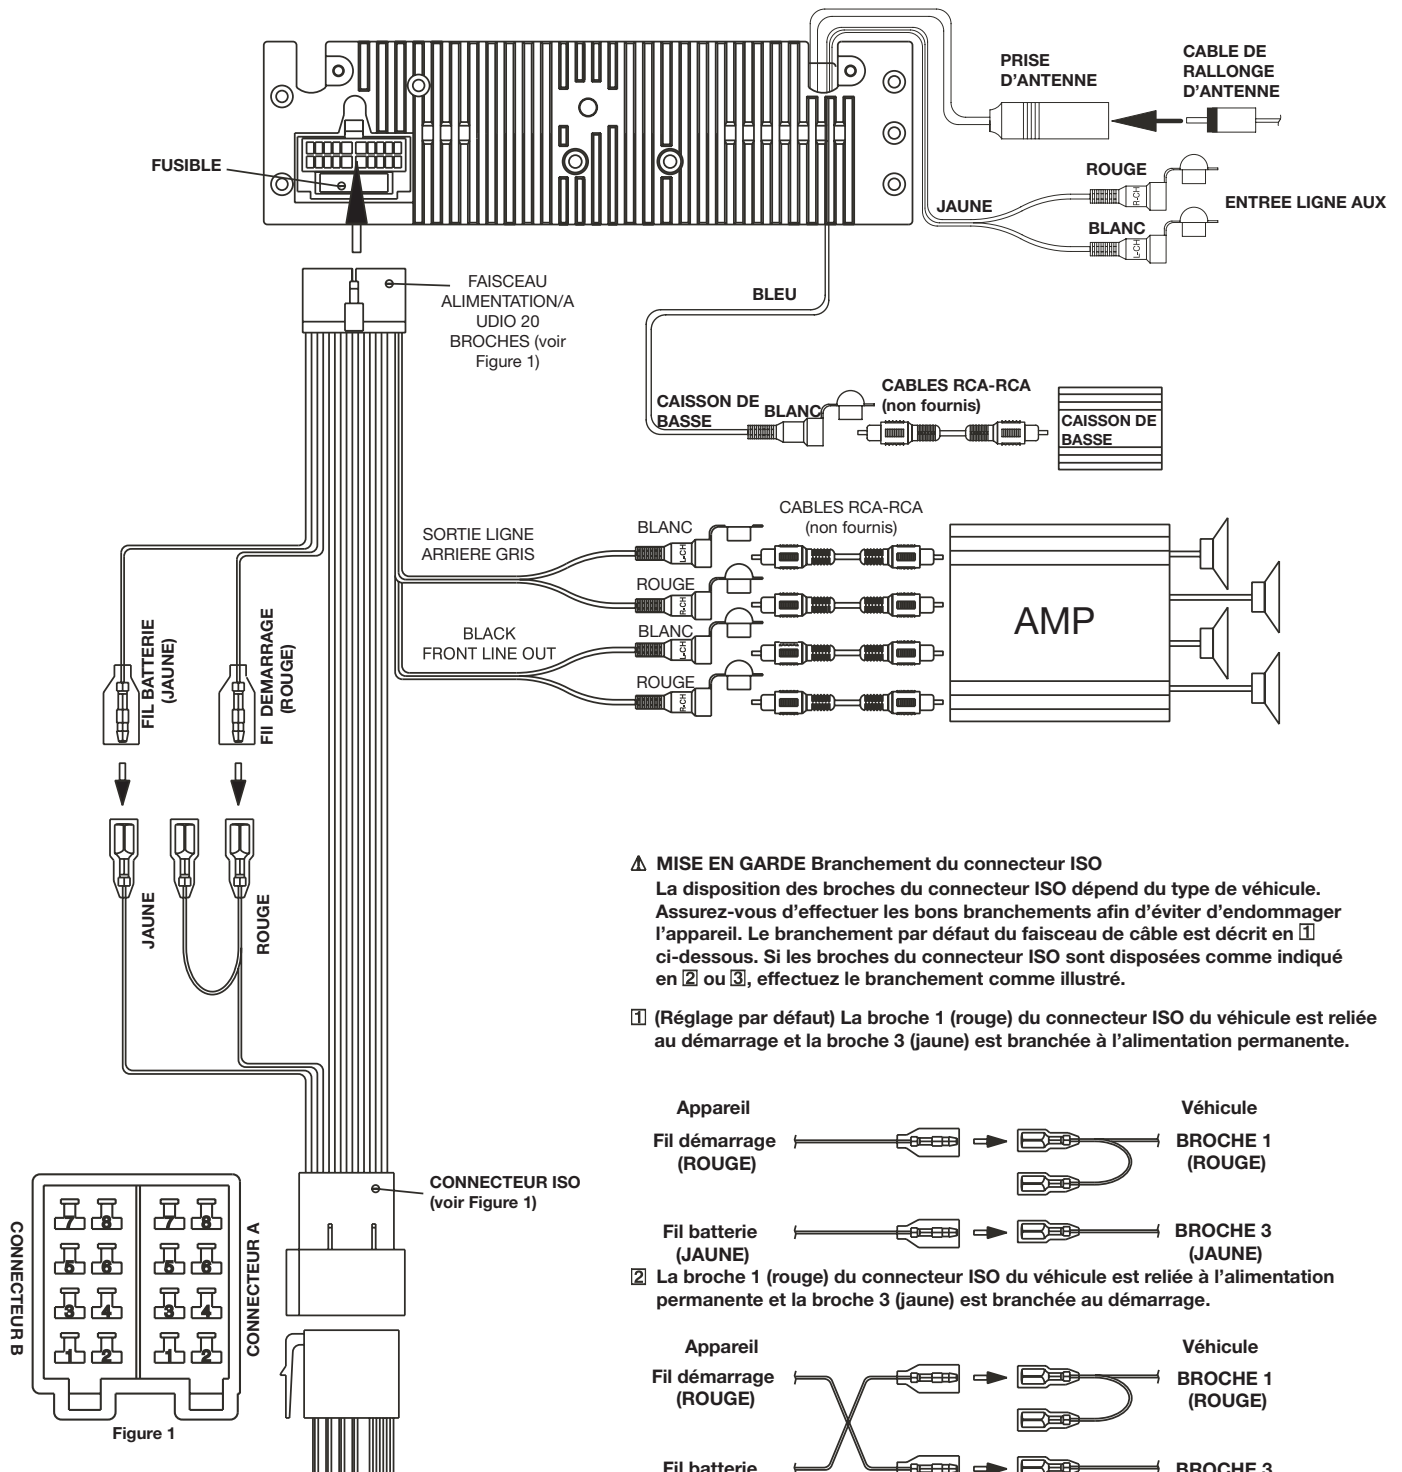 PRISE
D'ANTENNE
CABLE DE
RALLONGE
D'ANTENNE
FUSIBLE
ROUGE
R-CH
JAUNE
ENTREE LIGNE AUX
BLANC
L-CH
FAISCEAU
ALIMENTATION/A
UDIO 20
BROCHES (voir
Figure 1)
BLEU
CAISSON DE
BASSE
BLANC
CABLES RCA-RCA
(non fournis)
CAISSON DE
BASSE
SORTIE LIGNE
ARRIERE GRIS
BLANC
L-CH
CABLES RCA-RCA
(non fournis)
ROUGE
R-CH
BLACK
FRONT LINE OUT
BLANC
L-CH
ROUGE
R-CH
AMP
FIL BATTERIE
(JAUNE)
FIl DEMARRAGE
(ROUGE)
JAUNE
ROUGE
⚠ MISE EN GARDE Branchement du connecteur ISO
La disposition des broches du connecteur ISO dépend du type de véhicule.
Assurez-vous d'effectuer les bons branchements afin d'éviter d'endommager
l'appareil. Le branchement par défaut du faisceau de câble est décrit en 1
ci-dessous. Si les broches du connecteur ISO sont disposées comme indiqué
en 2 ou 3, effectuez le branchement comme illustré.
1 (Réglage par défaut) La broche 1 (rouge) du connecteur ISO du véhicule est reliée
au démarrage et la broche 3 (jaune) est branchée à l'alimentation permanente.
Appareil
Véhicule
Fil démarrage
(ROUGE)
BROCHE 1
(ROUGE)
Fil batterie
(JAUNE)
BROCHE 3
(JAUNE)
2 La broche 1 (rouge) du connecteur ISO du véhicule est reliée à l'alimentation
permanente et la broche 3 (jaune) est branchée au démarrage.
Appareil
Véhicule
Fil démarrage
(ROUGE)
BROCHE 1
(ROUGE)
Fil batterie
BROCHE 3
CONNECTEUR ISO
(voir Figure 1)
CONNECTEUR B
7 8 7 8
5 6 5 6
3 4 3 4
1 2 1 2
CONNECTEUR A
Figure 1